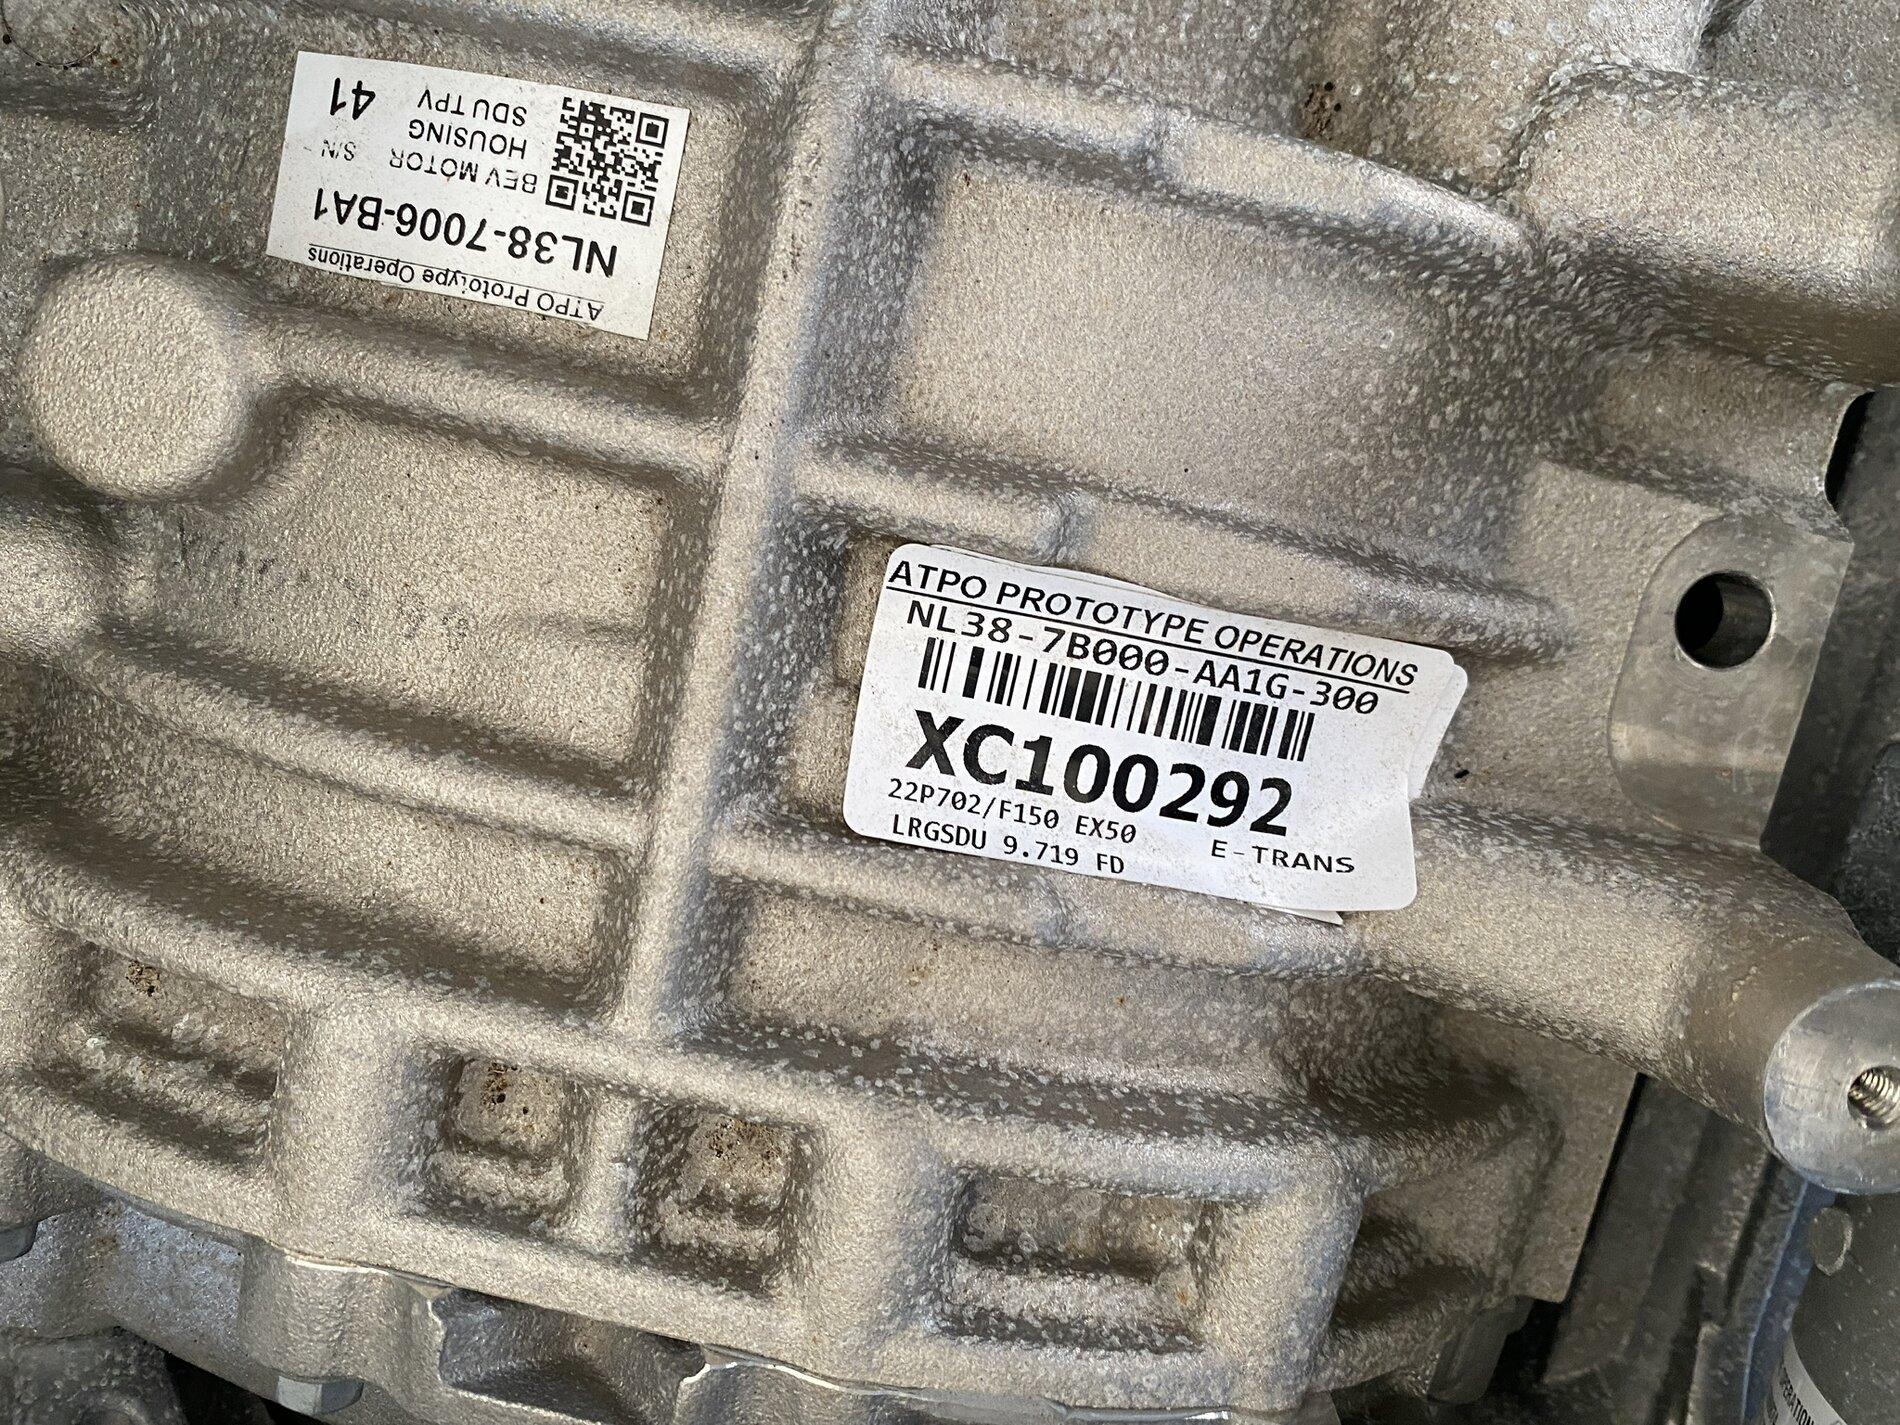 ATPO Prototype Operations
NL38-7006-BA1
BEV MOTOR S/N
HOUSING
SDU TPV 41
ATPO PROTOTYPE OPERATIONS
NL38-7B000-AA1G-300
XC100292
22P702/F150 EX50
E-TRANS
LRGSDU 9.719 FD